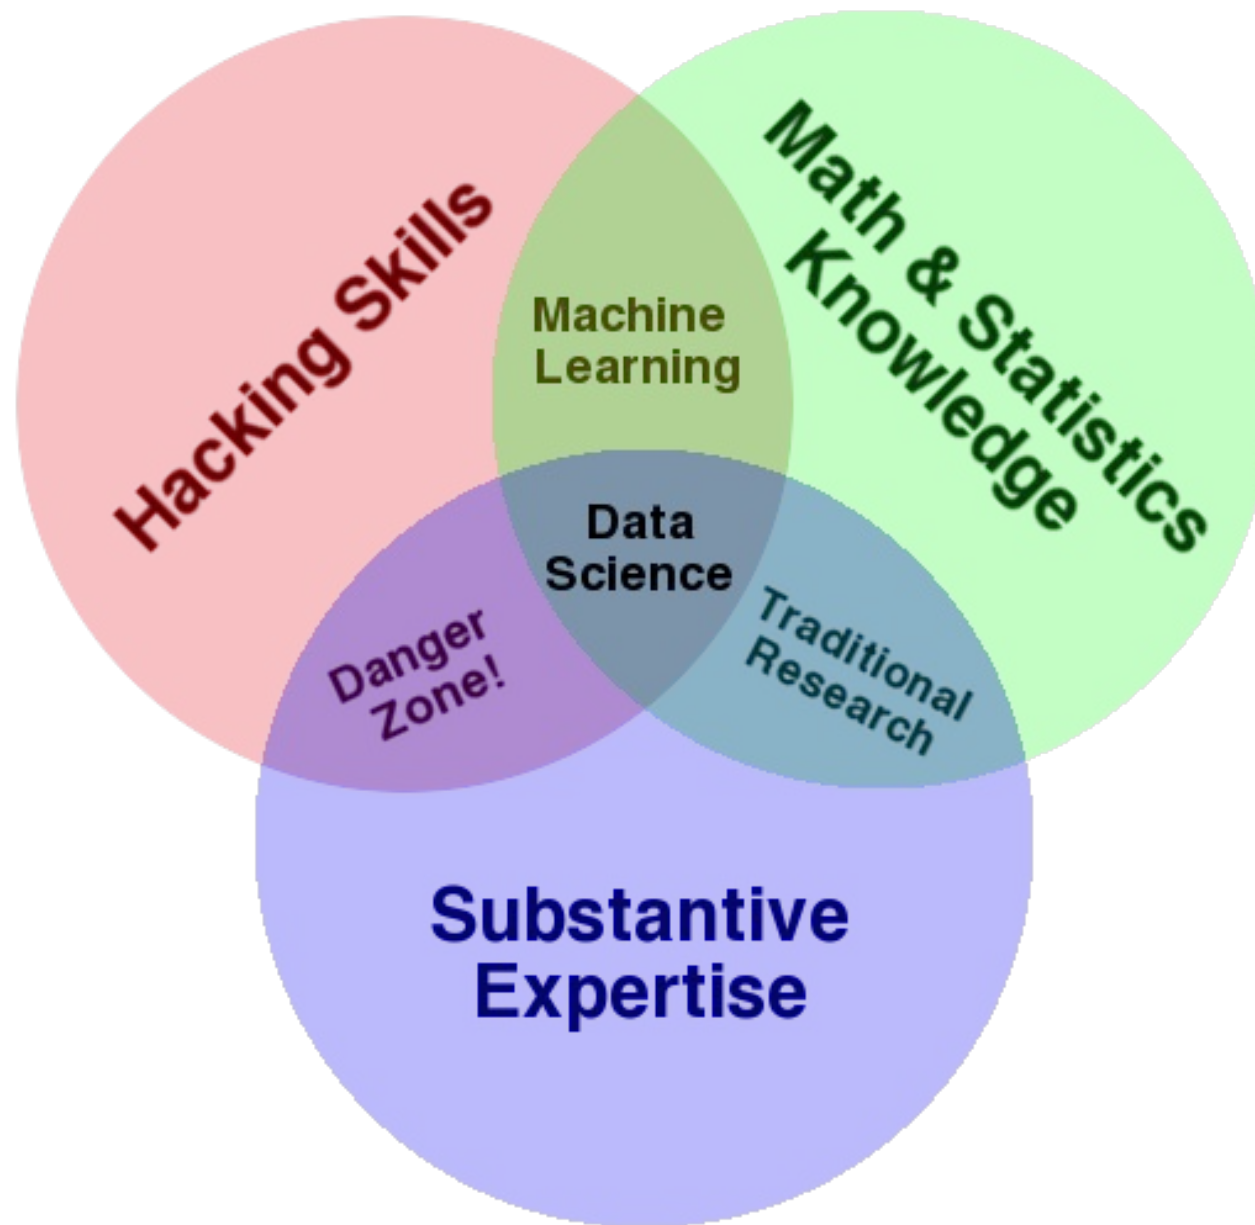 Hacking Skills
Math & Statistics
Knowledge
Machine
Learning
Data
Science
Danger
Zone!
Traditional
Research
Substantive
Expertise